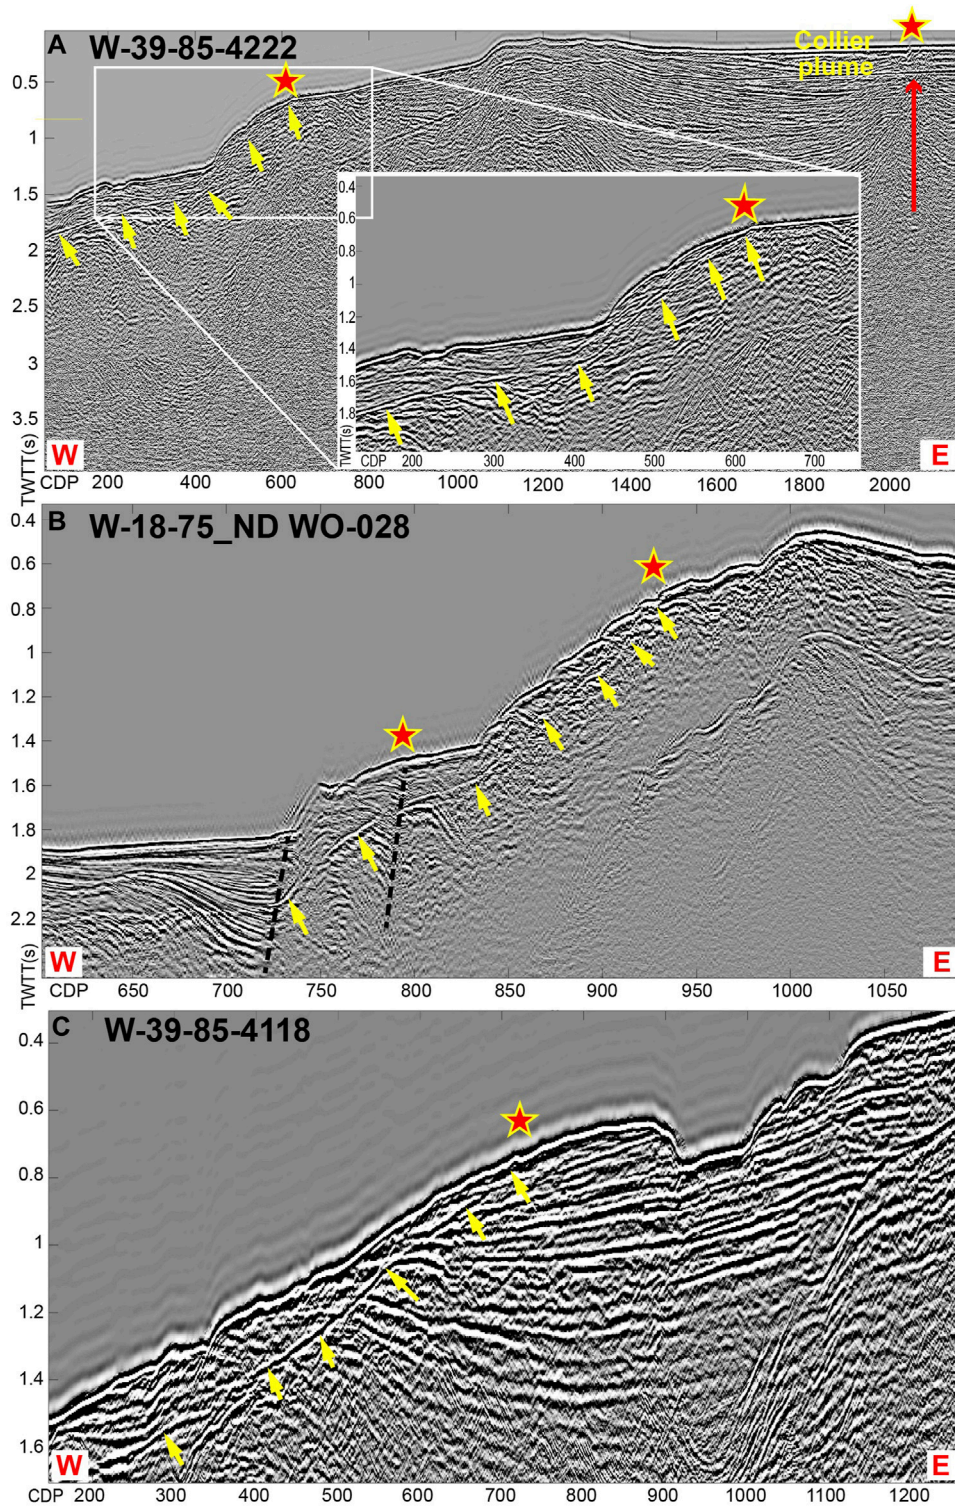 A W-39-85-4222
Collier
plume
0.5
1
1.5
2
2.5
3
3.5
TWTT(s)
W
E
CDP 200 400 600 800 1000 1200 1400 1600 1800 2000
0.4
0.6
0.8
1
1.2
1.4
1.6
1.8
TWTT(s)
CDP 200 300 400 500 600 700
B W-18-75_ND WO-028
0.4
0.8
1
1.2
1.4
1.6
1.8
2
2.2
TWTT(s)
W
E
CDP 650 700 750 800 850 900 950 1000 1050
C W-39-85-4118
0.4
0.6
0.8
1
1.2
1.4
1.6
W
E
CDP 200 300 400 500 600 700 800 900 1000 1100 1200